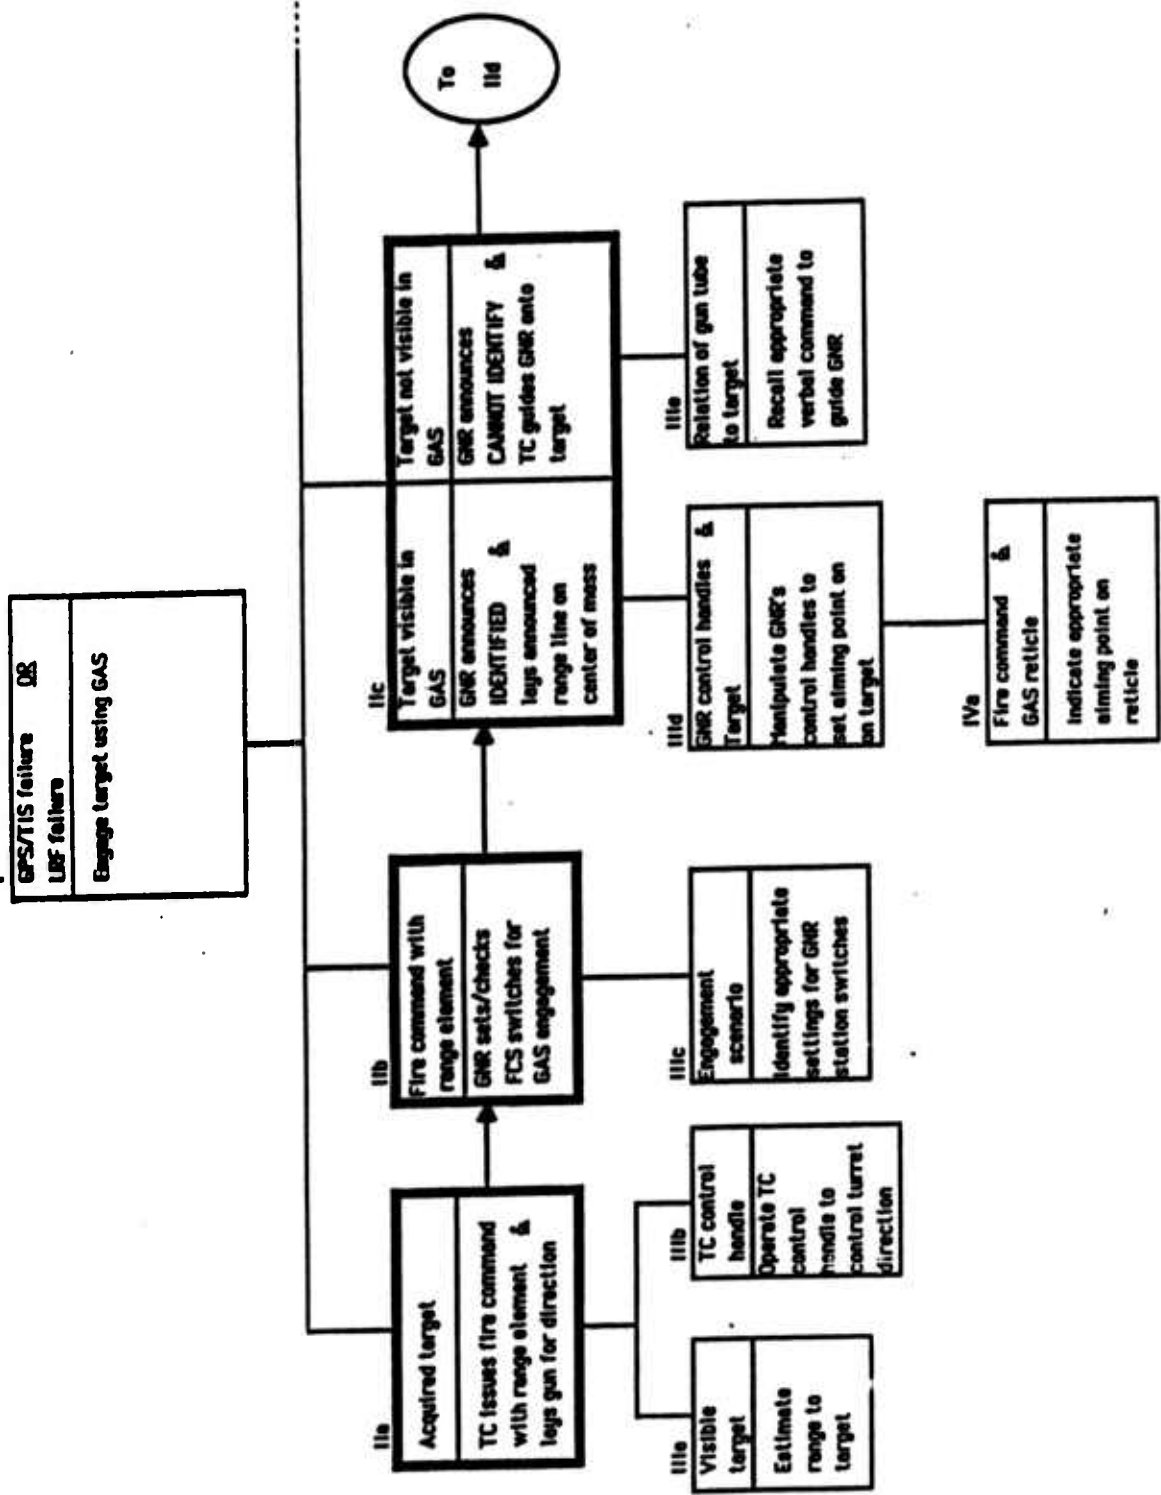 GPS/TIS failure OR
LRF failure
Engage target using GAS
IIa
Acquired target
TC issues fire command
with range element &
lays gun for direction
IIb
Fire command with
range element
GNR sets/checks
FCS switches for
GAS engagement
IIc
Target visible in
GAS
GNR announces
IDENTIFIED &
lays announced
range line on
center of mass
Target not visible in
GAS
GNR announces
CANNOT IDENTIFY &
TC guides GNR onto
target
To
IId
IIIa
Visible
target
Estimate
range to
target
IIIb
TC control
handle
Operate TC
control
handle to
control turret
direction
IIIc
Engagement
scenario
Identify appropriate
settings for GNR
station switches
IIId
GNR control handles &
Target
Manipulate GNR's
control handles to
set aiming point on
on target
IIIe
Relation of gun tube
to target
Recall appropriate
verbal command to
guide GNR
IVa
Fire command &
GAS reticle
Indicate appropriate
aiming point on
reticle